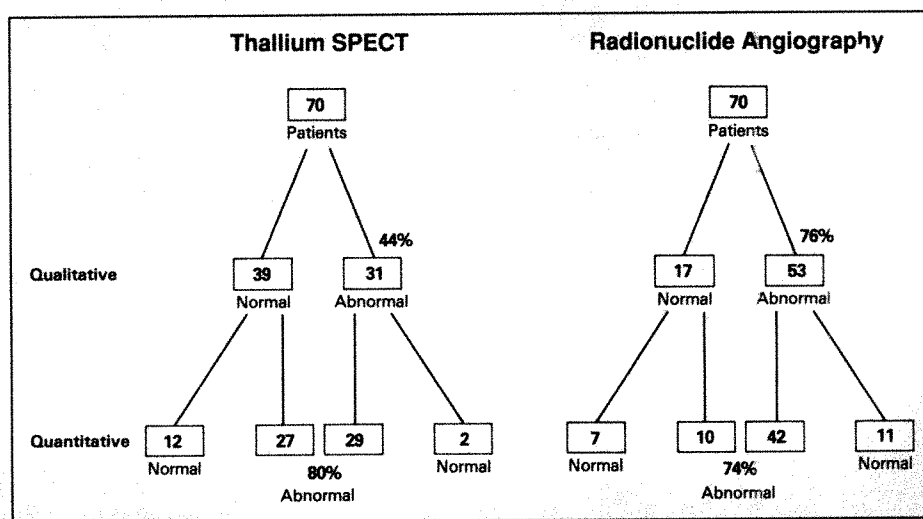 Thallium SPECT Radionuclide Angiography
70 70
Patients Patients
44% 76%
Qualitative 39 31 17 53
Normal Abnormal Normal Abnormal
Quantitative 12 27 29 2 7 10 42 11
Normal 80% Normal Normal 74% Normal
Abnormal Abnormal